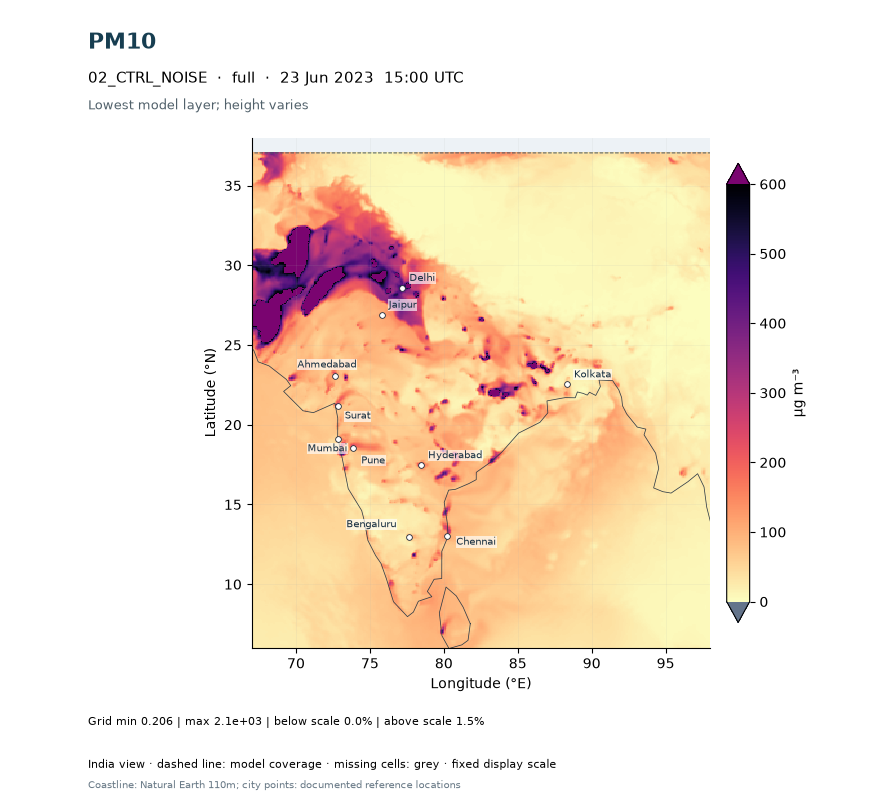 PM10
02_CTRL_NOISE · full · 23 Jun 2023 15:00 UTC
Lowest model layer; height varies
35
30
25
20
15
10
Latitude (°N)
70
75
80
85
90
95
Longitude (°E)
Delhi
Jaipur
Ahmedabad
Kolkata
Surat
Mumbai
Pune
Hyderabad
Bengaluru
Chennai
600
500
400
300
200
100
0
µg m⁻³
Grid min 0.206 | max 2.1e+03 | below scale 0.0% | above scale 1.5%
India view · dashed line: model coverage · missing cells: grey · fixed display scale
Coastline: Natural Earth 110m; city points: documented reference locations